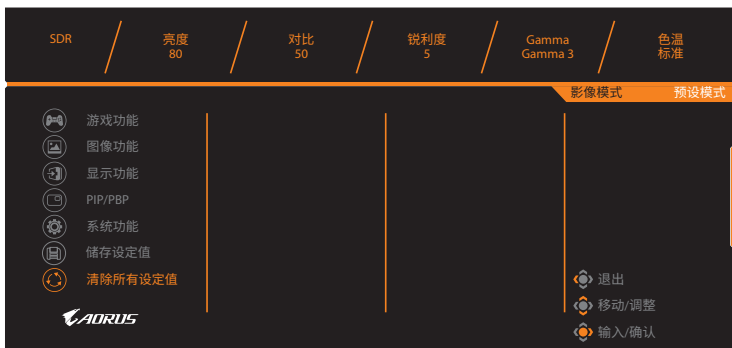 SDR
亮度
80
对比
50
锐利度
5
Gamma
Gamma 3
色温
标准
影像模式 预设模式
游戏功能
图像功能
显示功能
PIP/PBP
系统功能
储存设定值
清除所有设定值
AORUS
退出
移动/调整
输入/确认